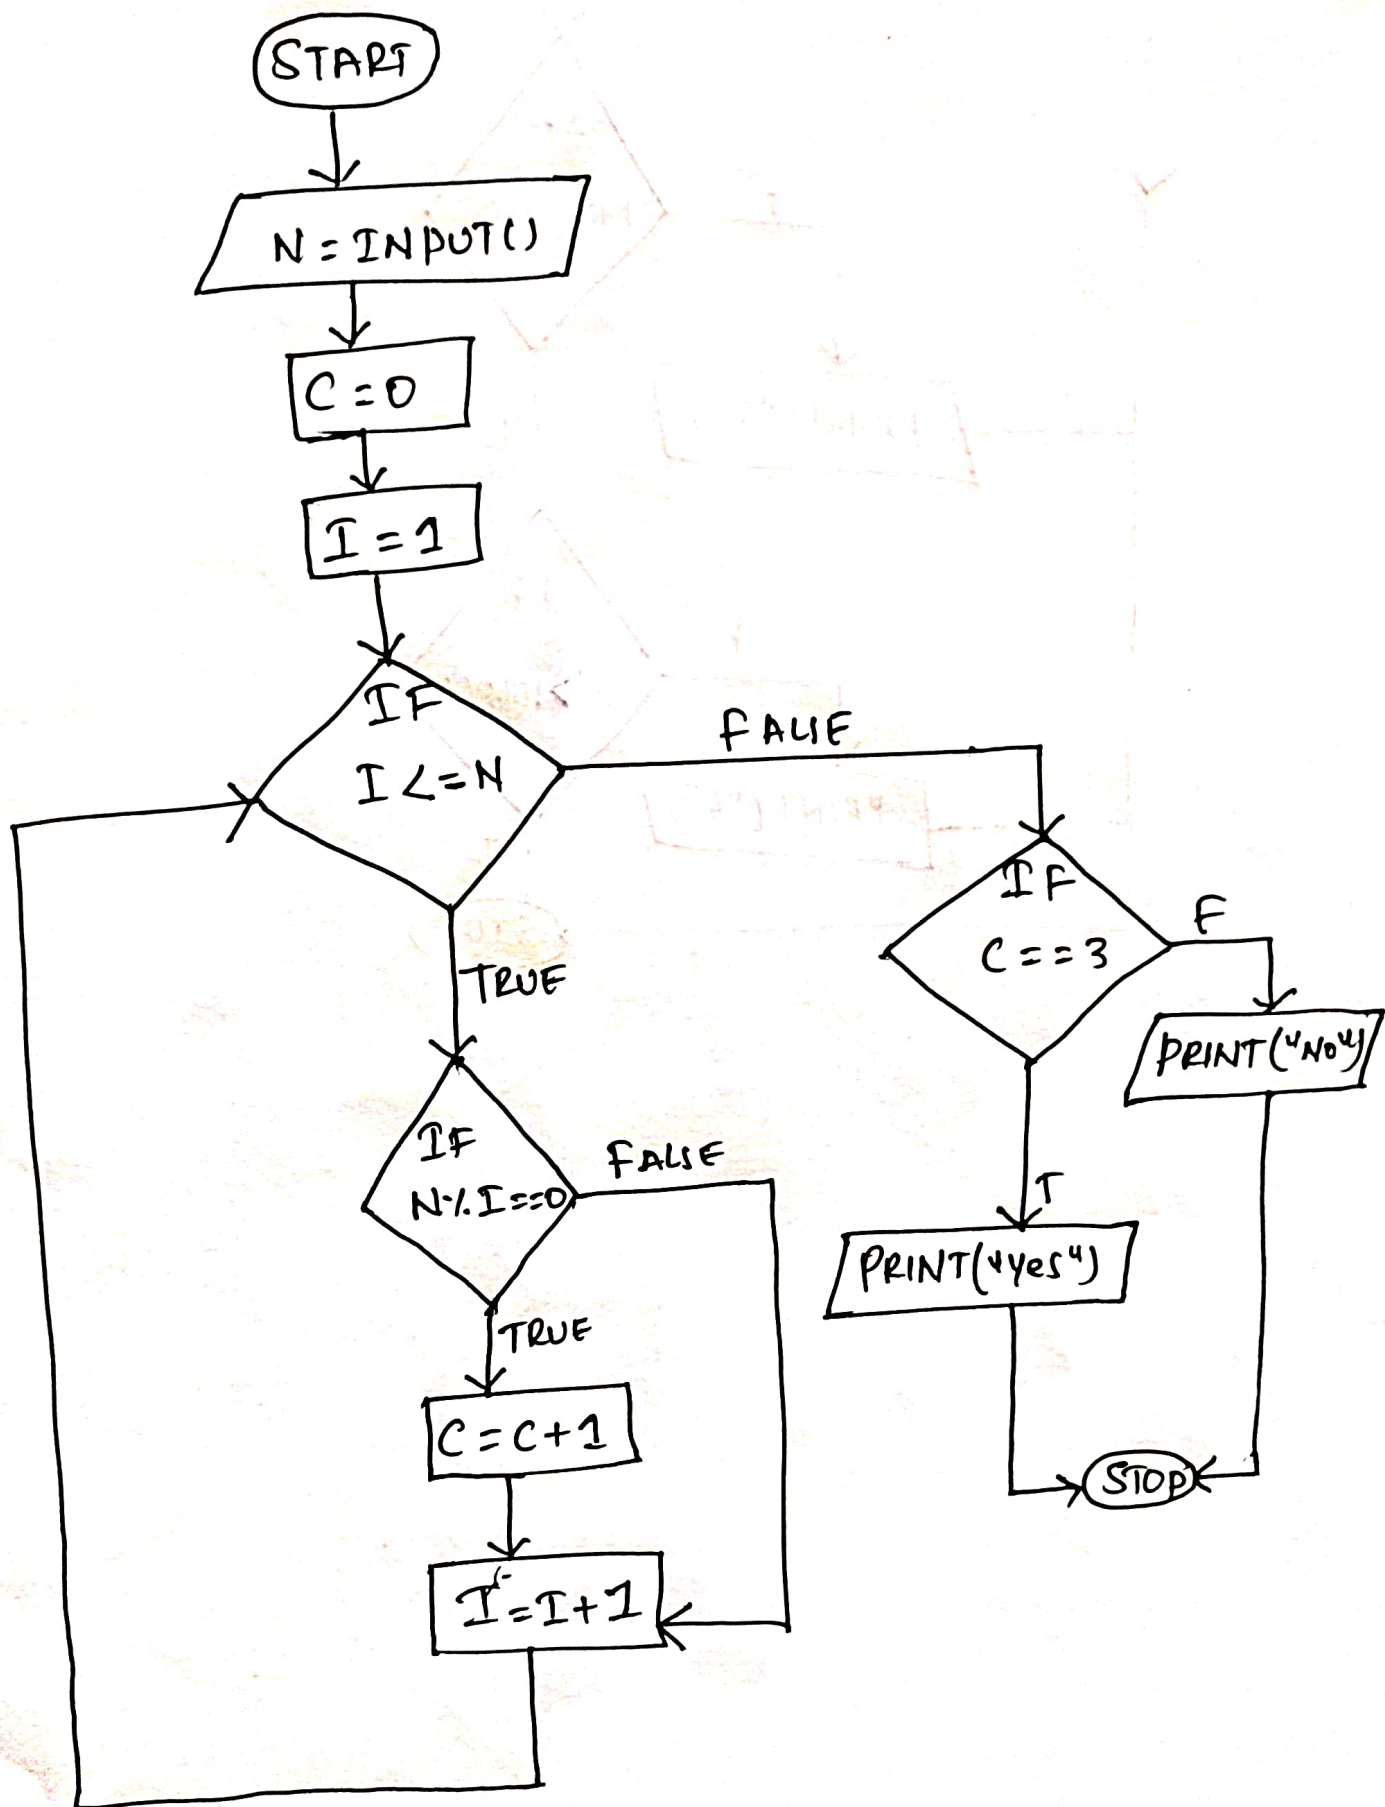 START
N = INPUT()
C = 0
I = 1
IF
I <= N
FALSE
TRUE
IF
N % I == 0
FALSE
TRUE
C = C + 1
I = I + 1
IF
C == 3
F
PRINT("No")
T
PRINT("Yes")
STOP